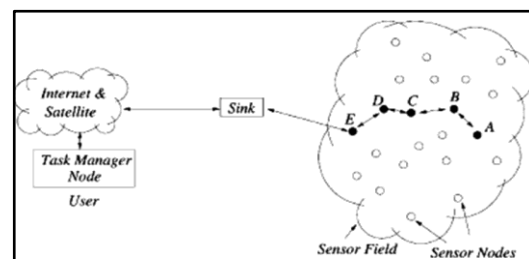 Internet &
Satellite
Sink
Task Manager
Node
User
A
B
C
D
E
Sensor Field
Sensor Nodes